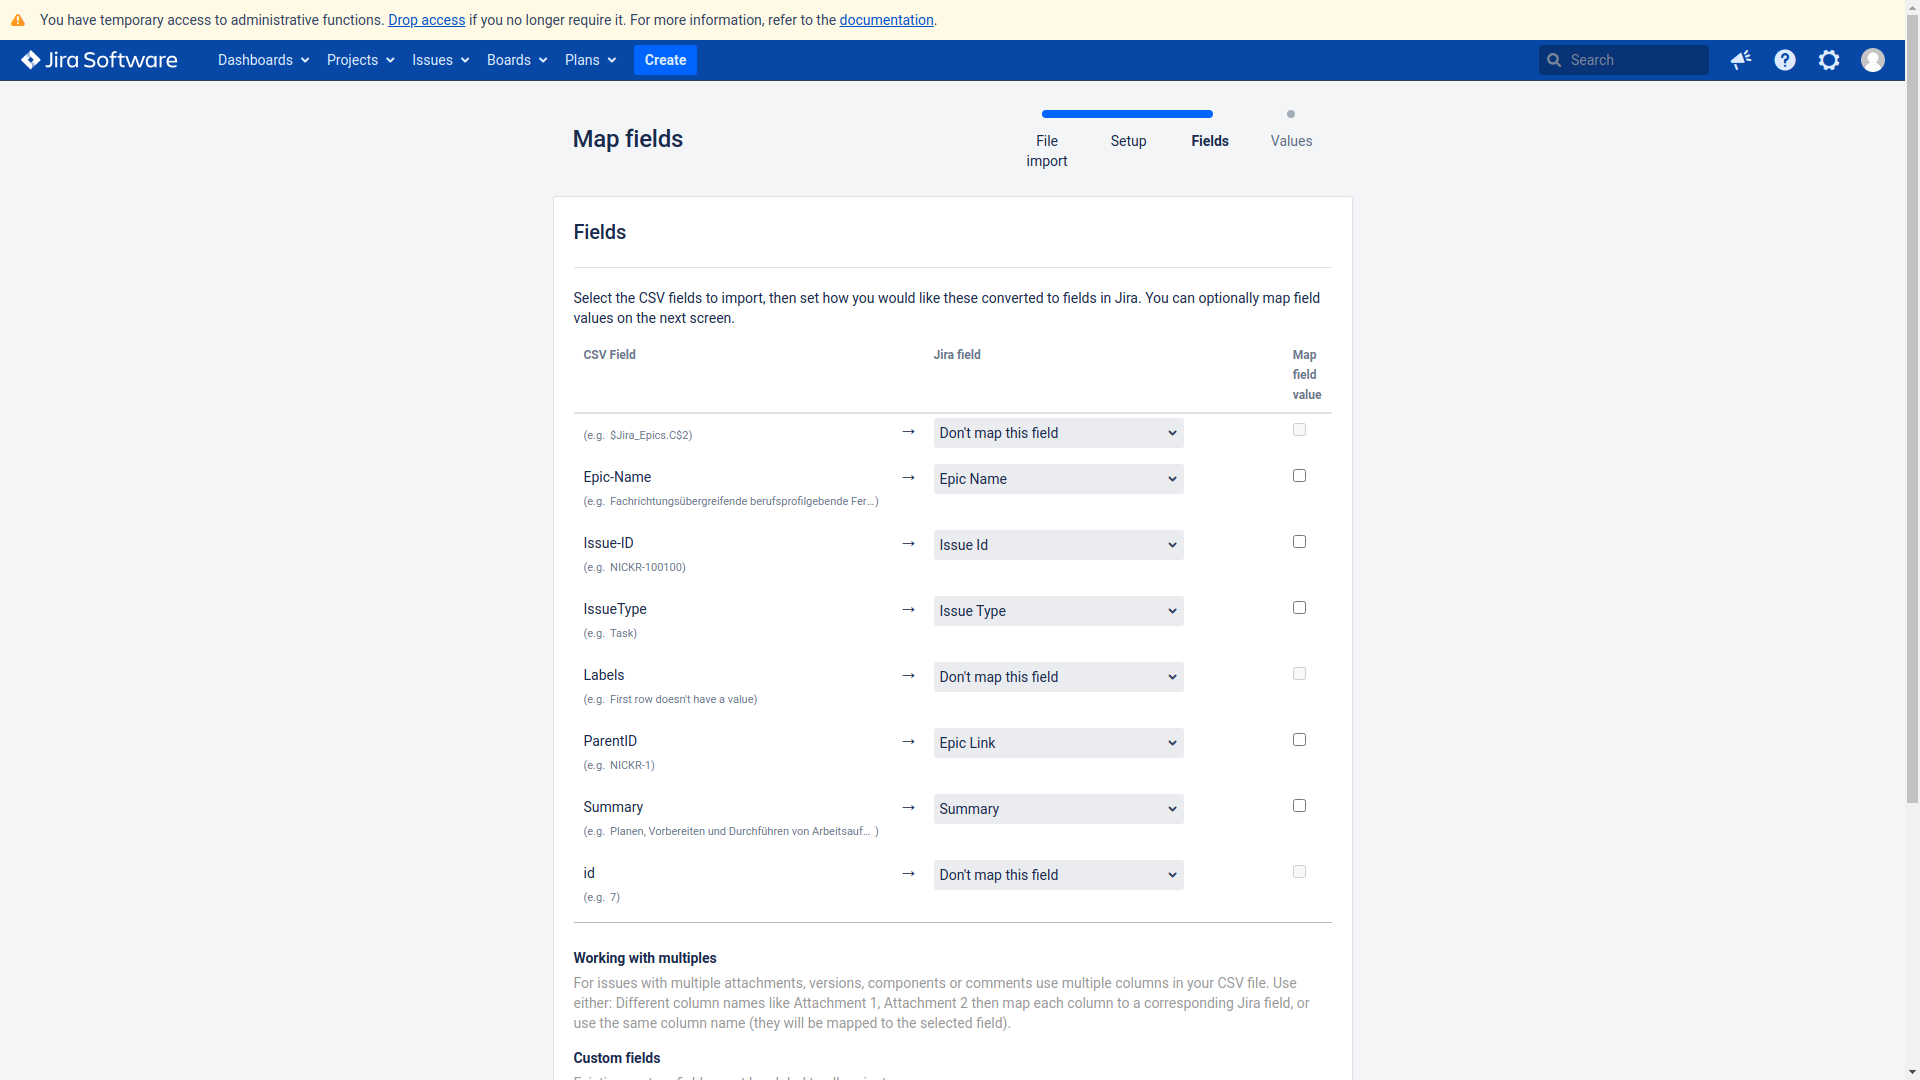 You have temporary access to administrative functions. Drop access if you no longer require it. For more information, refer to the documentation.
Jira Software Dashboards Projects Issues Boards Plans Create Search
Map fields
File import Setup Fields Values
Fields
Select the CSV fields to import, then set how you would like these converted to fields in Jira. You can optionally map field
values on the next screen.
CSV Field Jira field Map field value
(e.g. $Jira_Epics.C$2) → Don't map this field
Epic-Name → Epic Name
(e.g. Fachrichtungsübergreifende berufsprofilgebende Fer...)
Issue-ID → Issue Id
(e.g. NICKR-100100)
IssueType → Issue Type
(e.g. Task)
Labels → Don't map this field
(e.g. First row doesn't have a value)
ParentID → Epic Link
(e.g. NICKR-1)
Summary → Summary
(e.g. Planen, Vorbereiten und Durchführen von Arbeitsauf... )
id → Don't map this field
(e.g. 7)
Working with multiples
For issues with multiple attachments, versions, components or comments use multiple columns in your CSV file. Use
either: Different column names like Attachment 1, Attachment 2 then map each column to a corresponding Jira field, or
use the same column name (they will be mapped to the selected field).
Custom fields